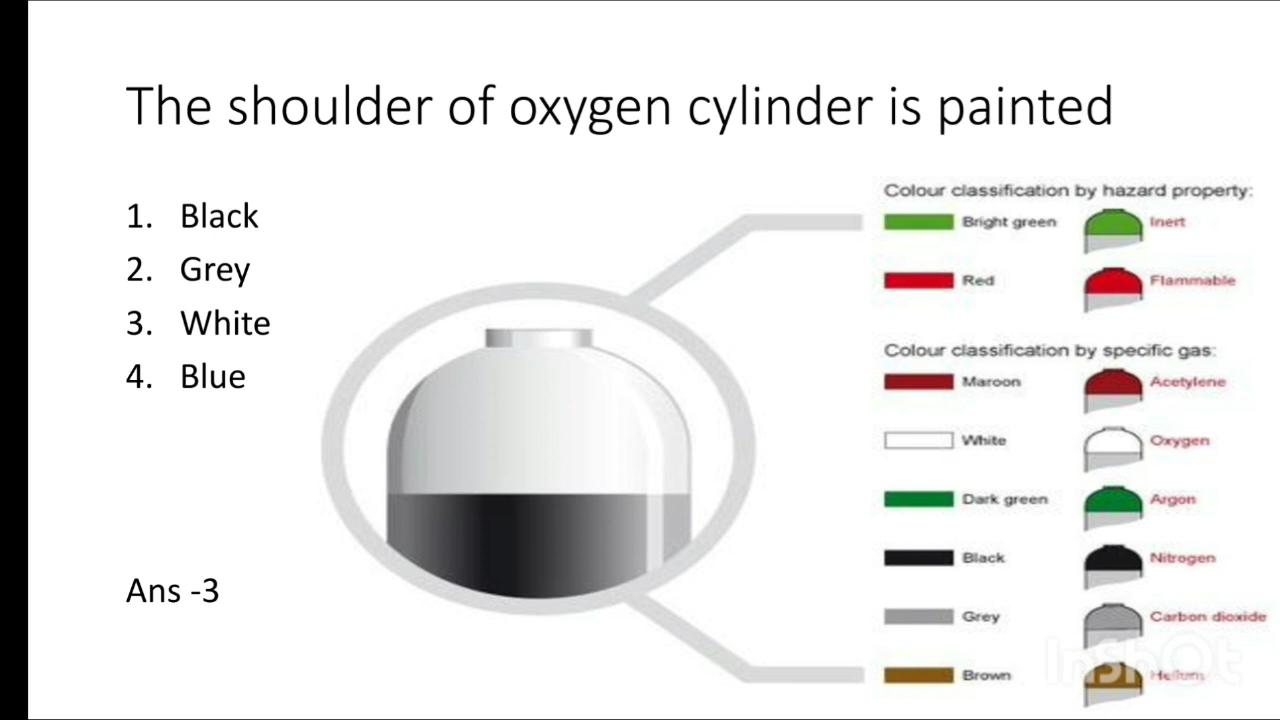 The shoulder of oxygen cylinder is painted
1. Black
2. Grey
3. White
4. Blue
Ans -3
Colour classification by hazard property:
Bright green Inert
Red Flammable
Colour classification by specific gas:
Maroon Acetylene
White Oxygen
Dark green Argon
Black Nitrogen
Grey Carbon dioxide
Brown Helium
InShOt